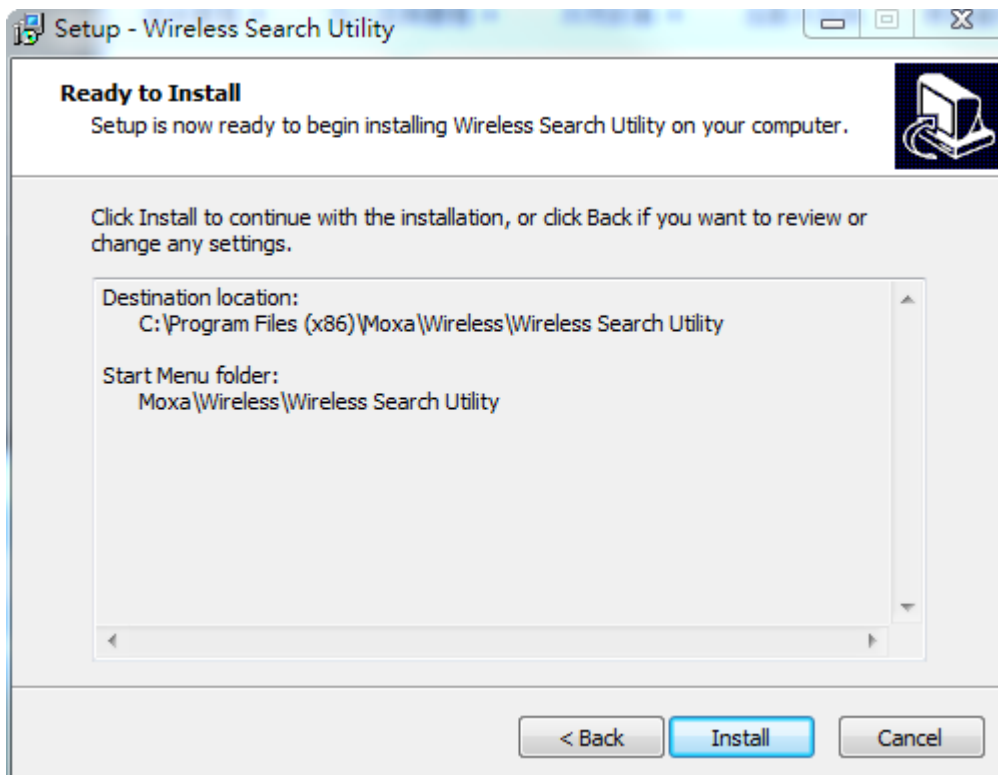 Setup - Wireless Search Utility
Ready to Install
Setup is now ready to begin installing Wireless Search Utility on your computer.
Click Install to continue with the installation, or click Back if you want to review or
change any settings.
Destination location:
C:\Program Files (x86)\Moxa\Wireless\Wireless Search Utility
Start Menu folder:
Moxa\Wireless\Wireless Search Utility
< Back
Install
Cancel